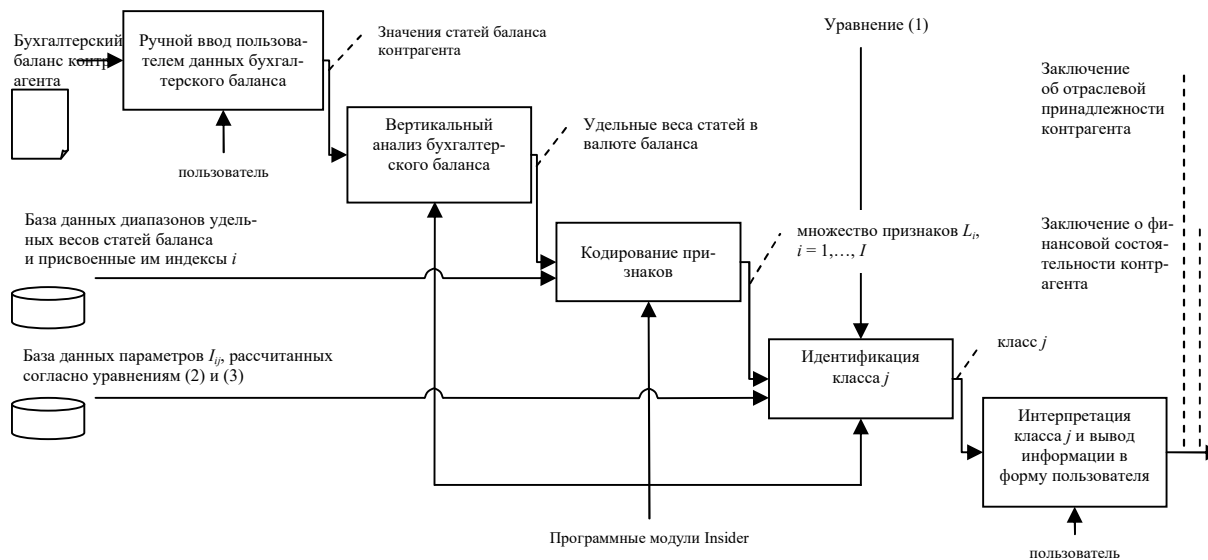 Уравнение (1)
Бухгалтерский
баланс контр-
агента
Ручной ввод пользова-
телем данных бухгал-
терского баланса
Значения статей баланса
контрагента
Заключение
об отраслевой
принадлежности
контрагента
пользователь
Вертикальный
анализ бухгалтер-
ского баланса
Удельные веса статей в
валюте баланса
База данных диапазонов удель-
ных весов статей баланса
и присвоенные им индексы i
Кодирование при-
знаков
множество признаков Li,
i = 1,…, I
Заключение о фи-
нансовой состоя-
тельности контр-
агента
База данных параметров Iij, рассчитанных
согласно уравнениям (2) и (3)
Идентификация
класса j
класс j
Интерпретация
класса j и вывод
информации в
форму пользователя
Программные модули Insider
пользователь